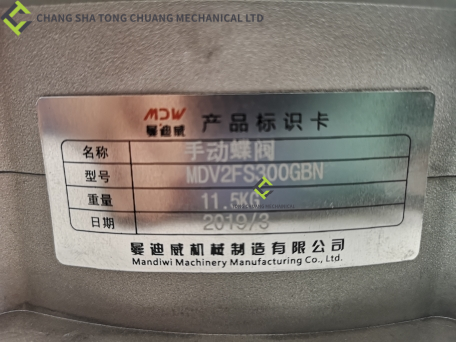 CHANG SHA TONG CHUANG MECHANICAL CO., LTD
MDW
曼迪威
产品标识卡
名称 手动蝶阀
型号 MDV2FS300GBN
重量 11.5KG
日期 2019/3
曼迪威机械制造有限公司
Mandiwi Machinery Manufacturing Co., Ltd.